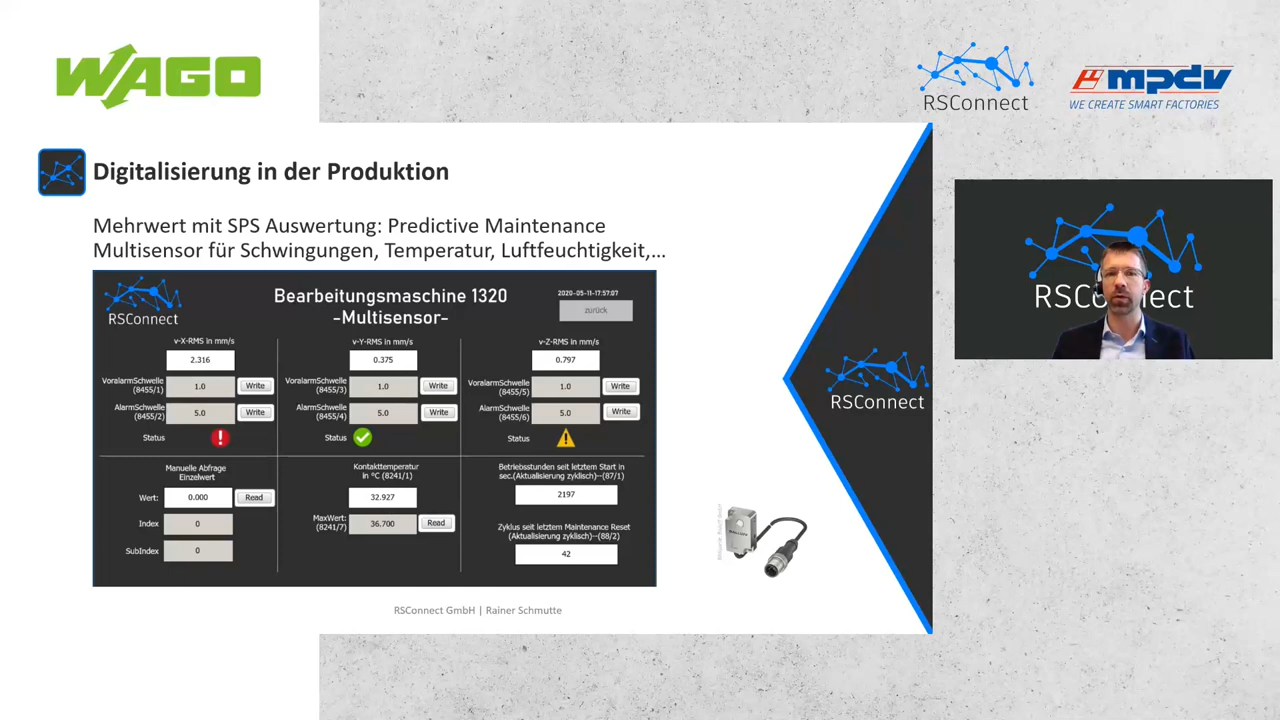 WAGO
RSConnect
mpdv
WE CREATE SMART FACTORIES
Digitalisierung in der Produktion
Mehrwert mit SPS Auswertung: Predictive Maintenance
Multisensor für Schwingungen, Temperatur, Luftfeuchtigkeit,...
RSConnect
Bearbeitungsmaschine 1320
-Multisensor-
2020-05-11-17:57:07
zurück
v-X-RMS in mm/s
2.316
VoralarmSchwelle
(8455/1)
1.0
Write
AlarmSchwelle
(8455/2)
5.0
Write
Status
v-Y-RMS in mm/s
0.375
VoralarmSchwelle
(8455/3)
1.0
Write
AlarmSchwelle
(8455/4)
5.0
Write
Status
v-Z-RMS in mm/s
0.797
VoralarmSchwelle
(8455/5)
1.0
Write
AlarmSchwelle
(8455/6)
5.0
Write
Status
Manuelle Abfrage
Einzelwert
Wert:
0.000
Read
Index
0
SubIndex
0
Kontakttemperatur
in °C (8241/1)
32.927
MaxWert:
(8241/7)
36.700
Read
Betriebsstunden seit letztem Start in
sec.(Aktualisierung zyklisch)--(87/1)
2197
Zyklus seit letztem Maintenance Reset
(Aktualisierung zyklisch)--(88/2)
42
RSConnect GmbH | Rainer Schmutte
RSConnect
RSConnect